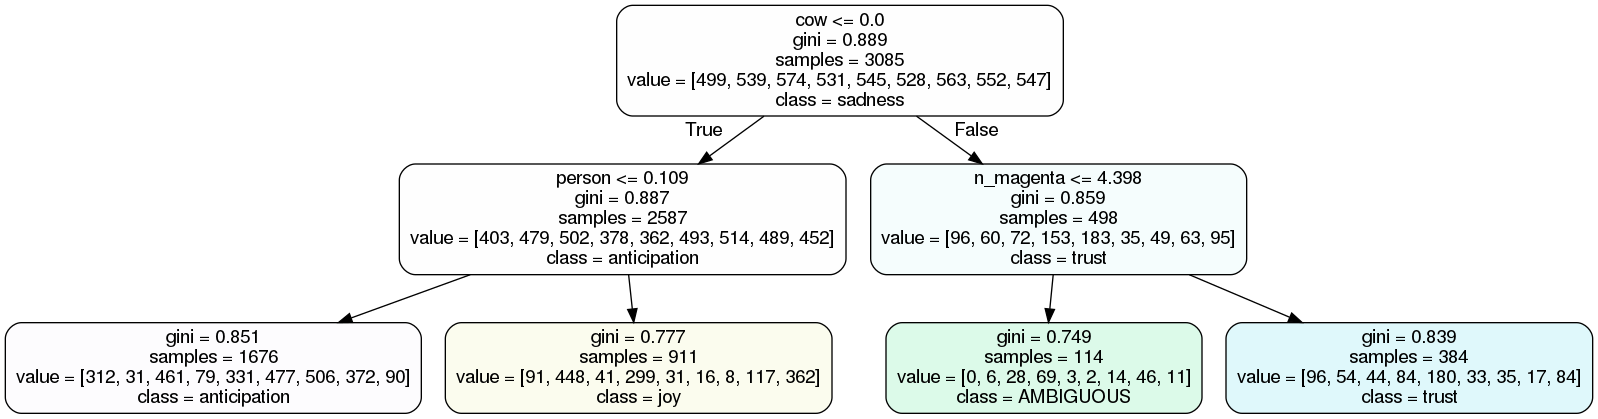 cow <= 0.0
gini = 0.889
samples = 3085
value = [499, 539, 574, 531, 545, 528, 563, 552, 547]
class = sadness
True
False
person <= 0.109
gini = 0.887
samples = 2587
value = [403, 479, 502, 378, 362, 493, 514, 489, 452]
class = anticipation
n_magenta <= 4.398
gini = 0.859
samples = 498
value = [96, 60, 72, 153, 183, 35, 49, 63, 95]
class = trust
gini = 0.851
samples = 1676
value = [312, 31, 461, 79, 331, 477, 506, 372, 90]
class = anticipation
gini = 0.777
samples = 911
value = [91, 448, 41, 299, 31, 16, 8, 117, 362]
class = joy
gini = 0.749
samples = 114
value = [0, 6, 28, 69, 3, 2, 14, 46, 11]
class = AMBIGUOUS
gini = 0.839
samples = 384
value = [96, 54, 44, 84, 180, 33, 35, 17, 84]
class = trust